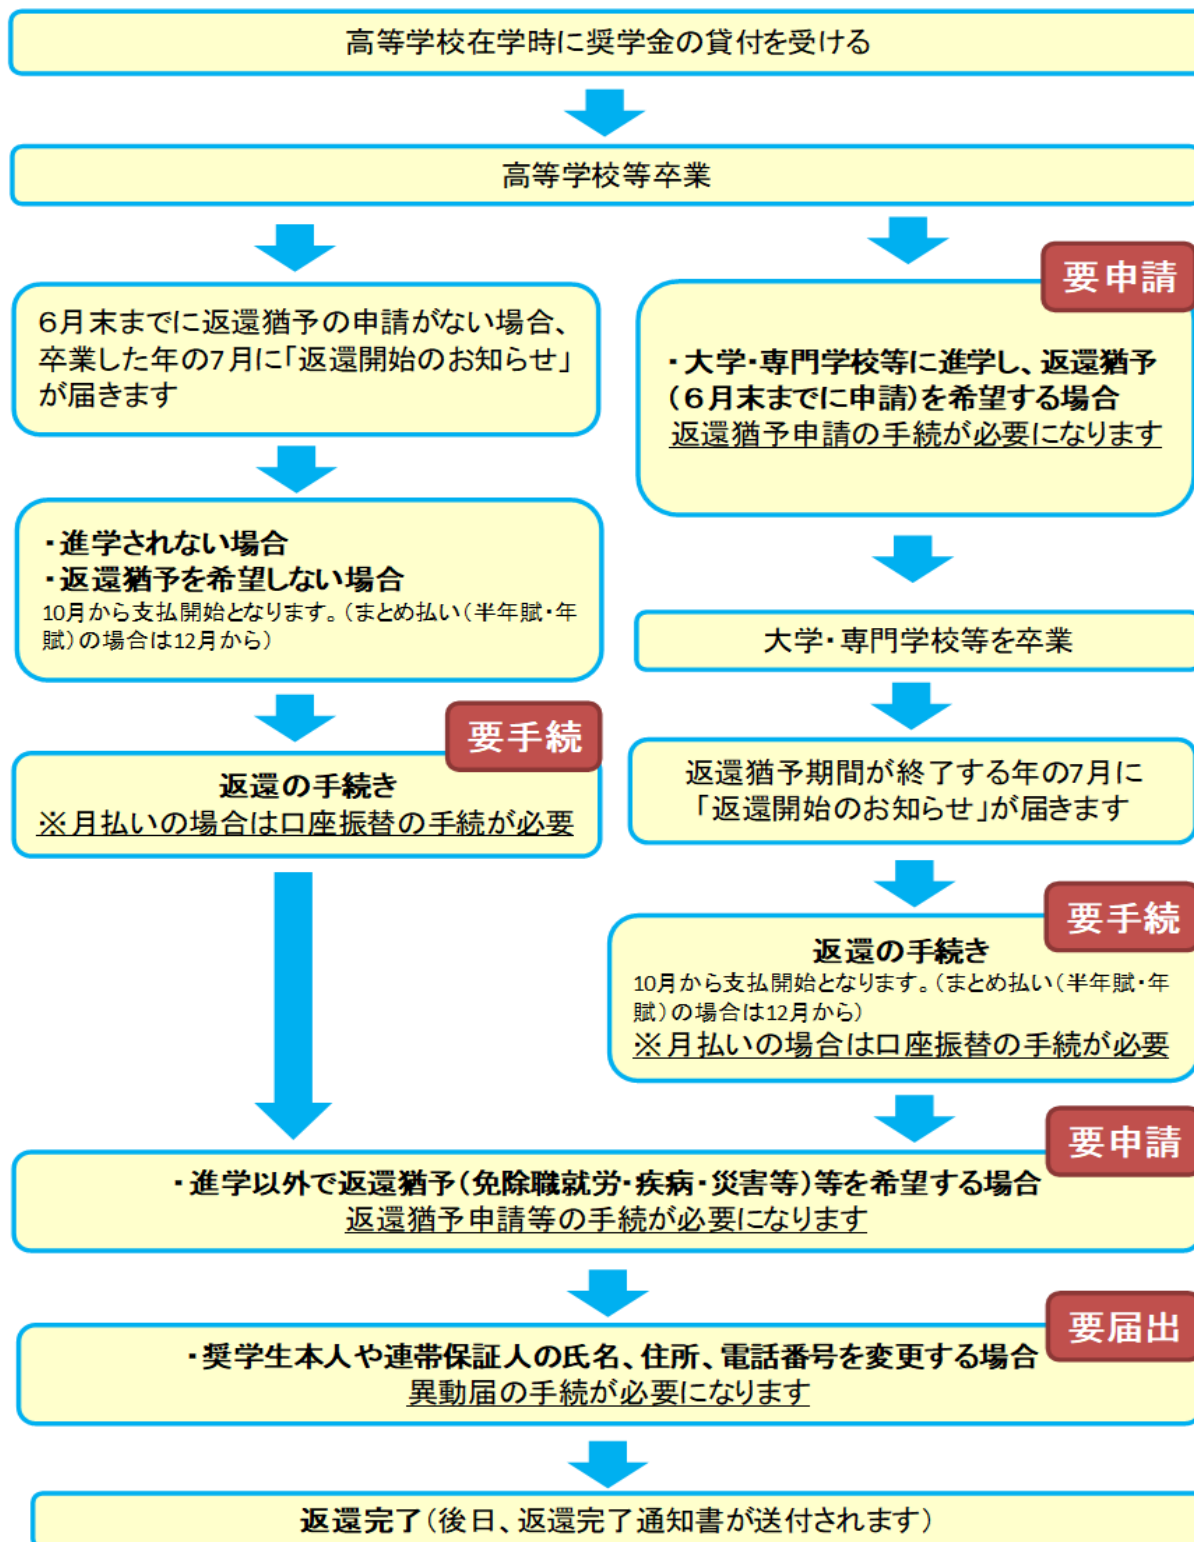 高等学校在学時に奨学金の貸付を受ける
高等学校等卒業
6月末までに返還猶予の申請がない場合、
卒業した年の7月に「返還開始のお知らせ」
が届きます
・進学されない場合
・返還猶予を希望しない場合
10月から支払開始となります。(まとめ払い(半年賦・年
賦)の場合は12月から)
要手続
返還の手続き
※月払いの場合は口座振替の手続が必要
要申請
・大学・専門学校等に進学し、返還猶予
(6月末までに申請)を希望する場合
返還猶予申請の手続が必要になります
大学・専門学校等を卒業
返還猶予期間が終了する年の7月に
「返還開始のお知らせ」が届きます
要手続
返還の手続き
10月から支払開始となります。(まとめ払い(半年賦・年
賦)の場合は12月から)
※月払いの場合は口座振替の手続が必要
要申請
・進学以外で返還猶予(免除職就労・疾病・災害等)等を希望する場合
返還猶予申請等の手続が必要になります
要届出
・奨学生本人や連帯保証人の氏名、住所、電話番号を変更する場合
異動届の手続が必要になります
返還完了(後日、返還完了通知書が送付されます)